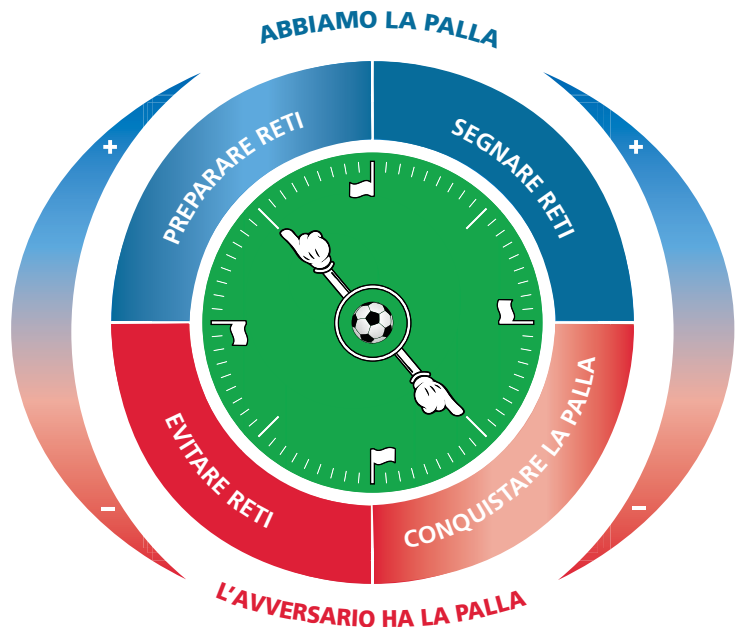 ABBIAMO LA PALLA
PREPARARE RETI
SEGNARE RETI
+
+
EVITARE RETI
CONQUISTARE LA PALLA
-
-
L'AVVERSARIO HA LA PALLA